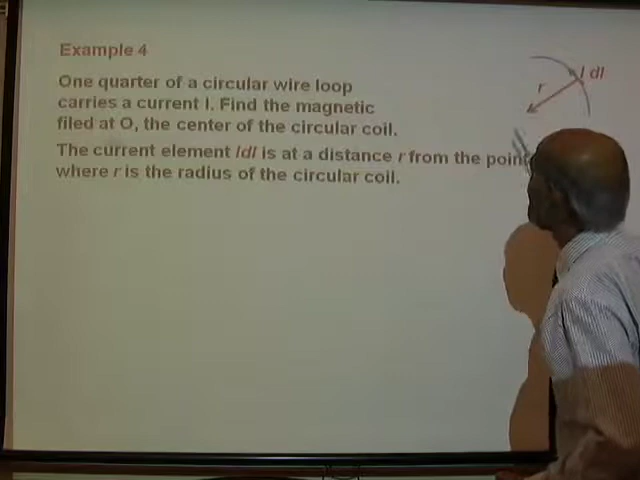 Example 4
I dl
r
One quarter of a circular wire loop
carries a current I. Find the magnetic
filed at O, the center of the circular coil.
The current element Idl is at a distance r from the point
where r is the radius of the circular coil.